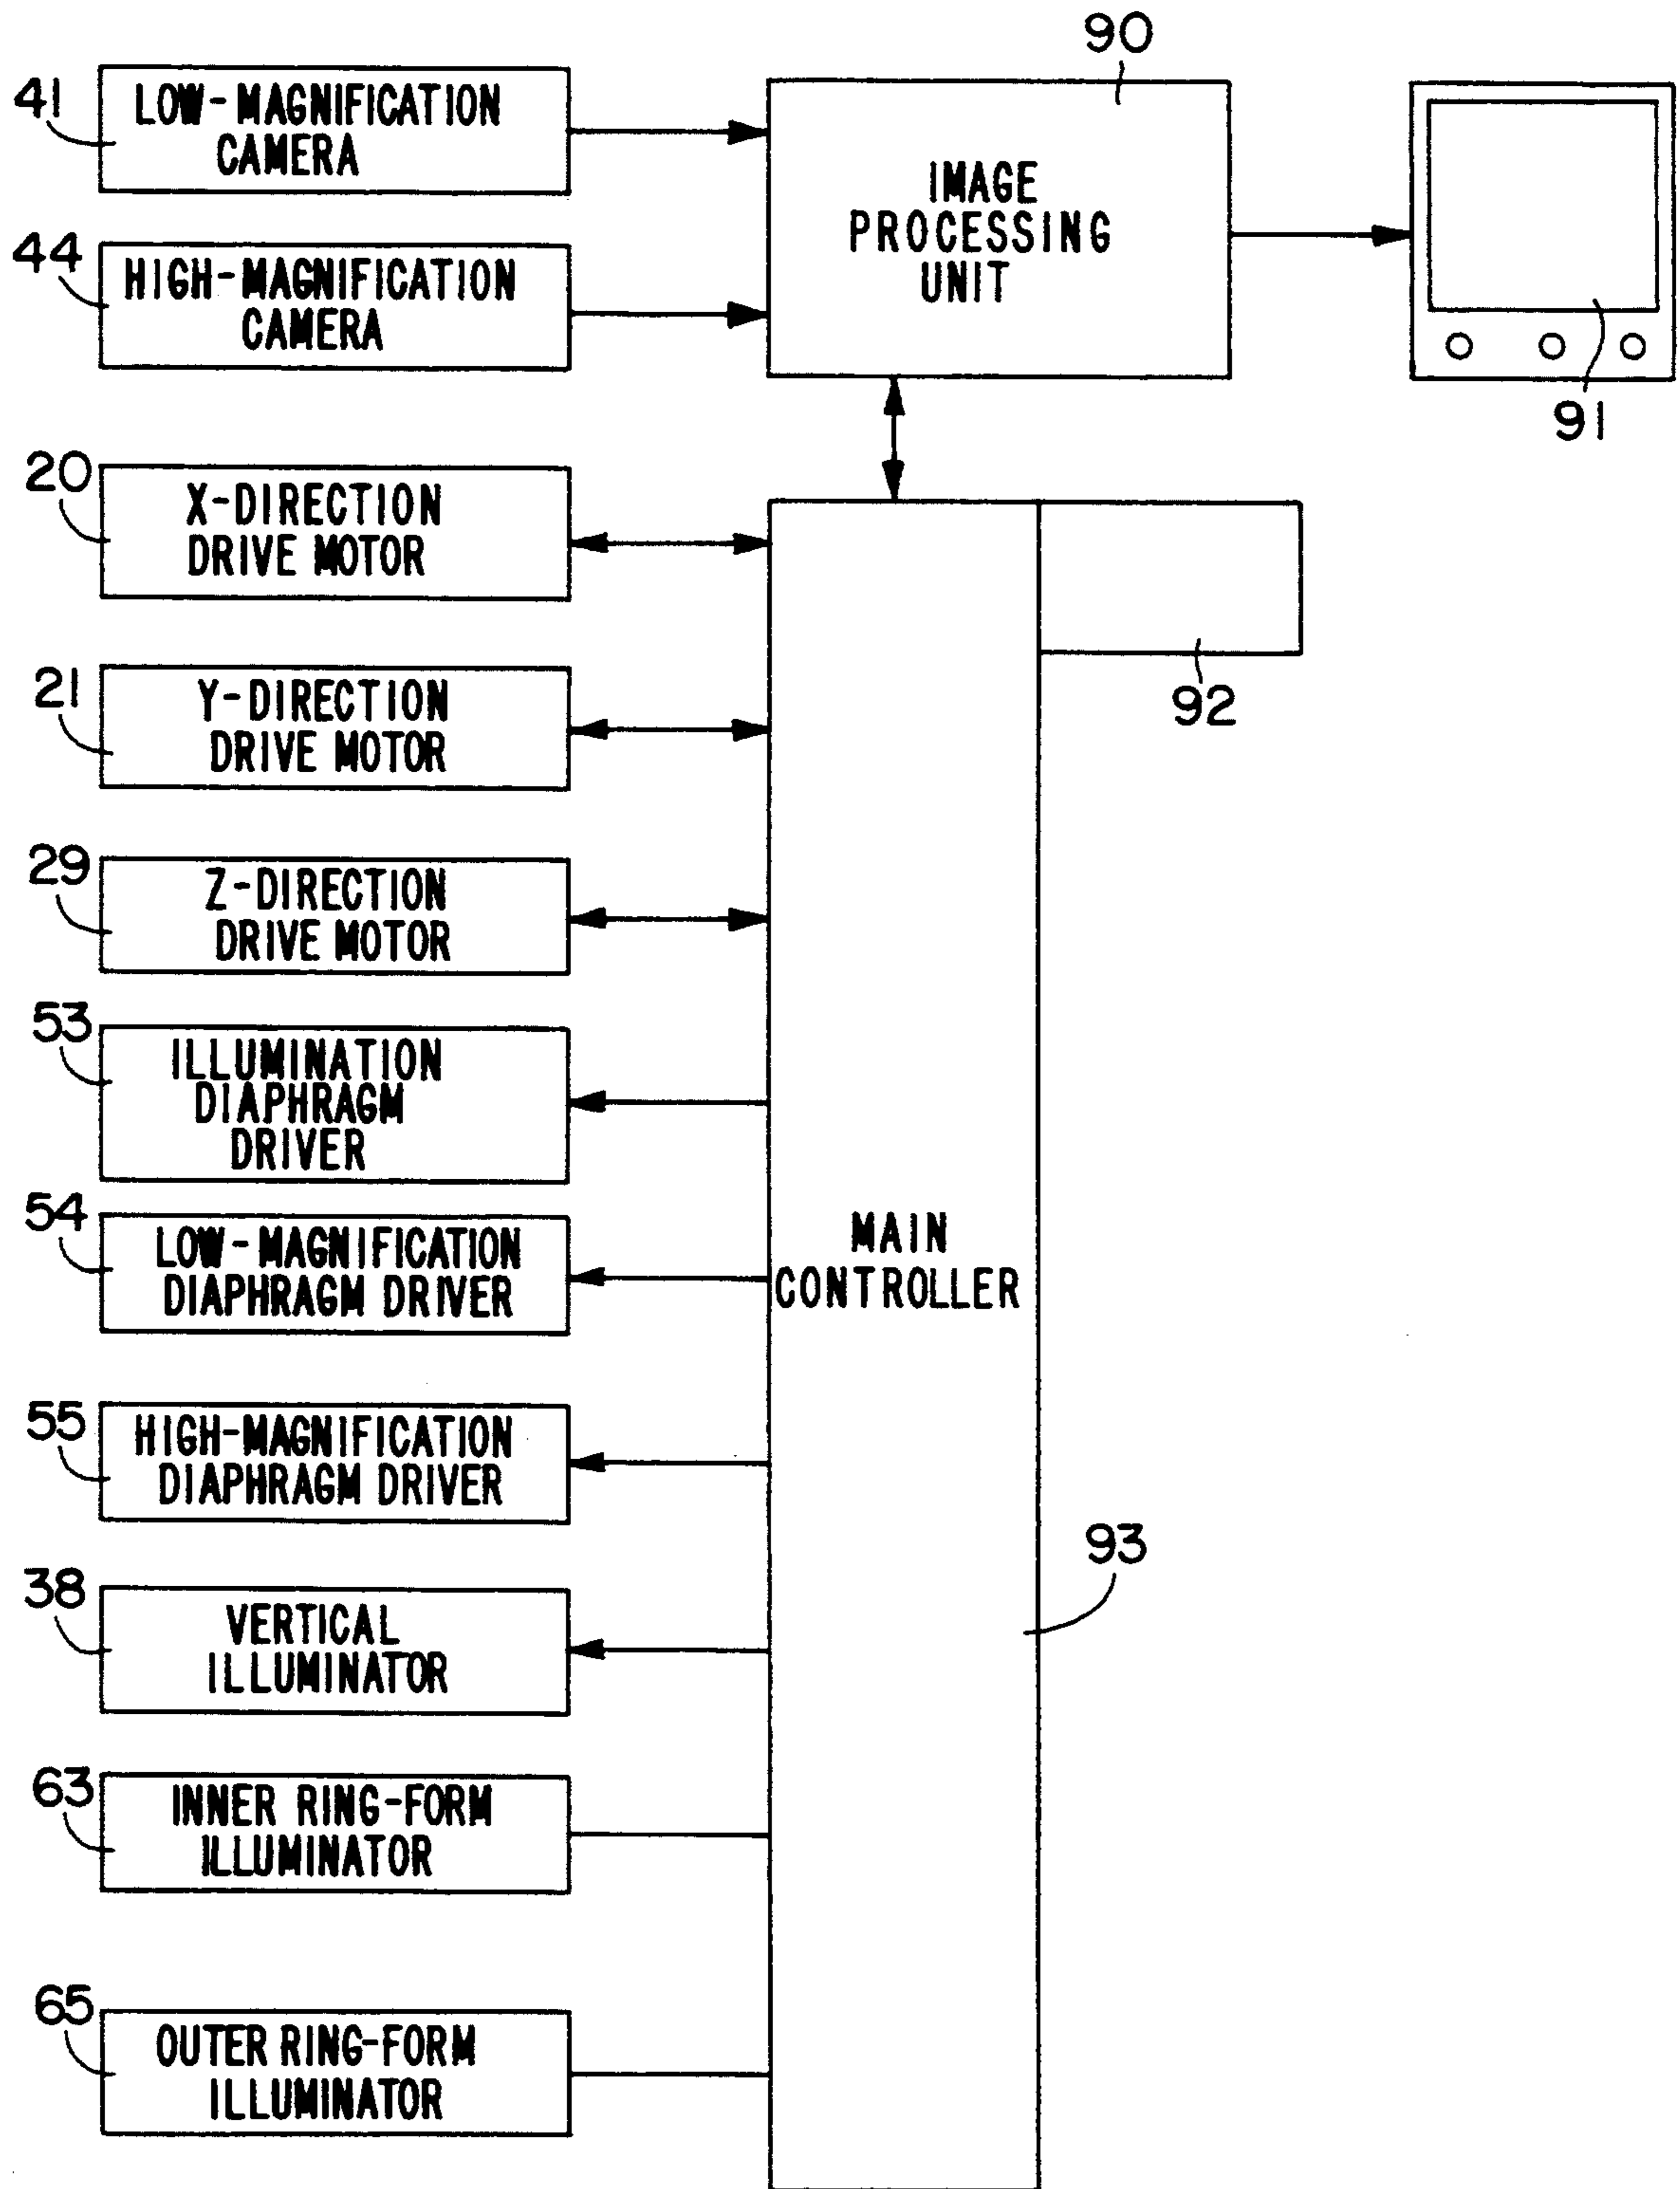 90
41
LOW-MAGNIFICATION
CAMERA
IMAGE
PROCESSING
UNIT
44
HIGH-MAGNIFICATION
CAMERA
91
20
X-DIRECTION
DRIVE MOTOR
92
21
Y-DIRECTION
DRIVE MOTOR
29
Z-DIRECTION
DRIVE MOTOR
53
ILLUMINATION
DIAPHRAGM
DRIVER
54
LOW-MAGNIFICATION
DIAPHRAGM DRIVER
MAIN
CONTROLLER
55
HIGH-MAGNIFICATION
DIAPHRAGM DRIVER
93
38
VERTICAL
ILLUMINATOR
63
INNER RING-FORM
ILLUMINATOR
65
OUTER RING-FORM
ILLUMINATOR